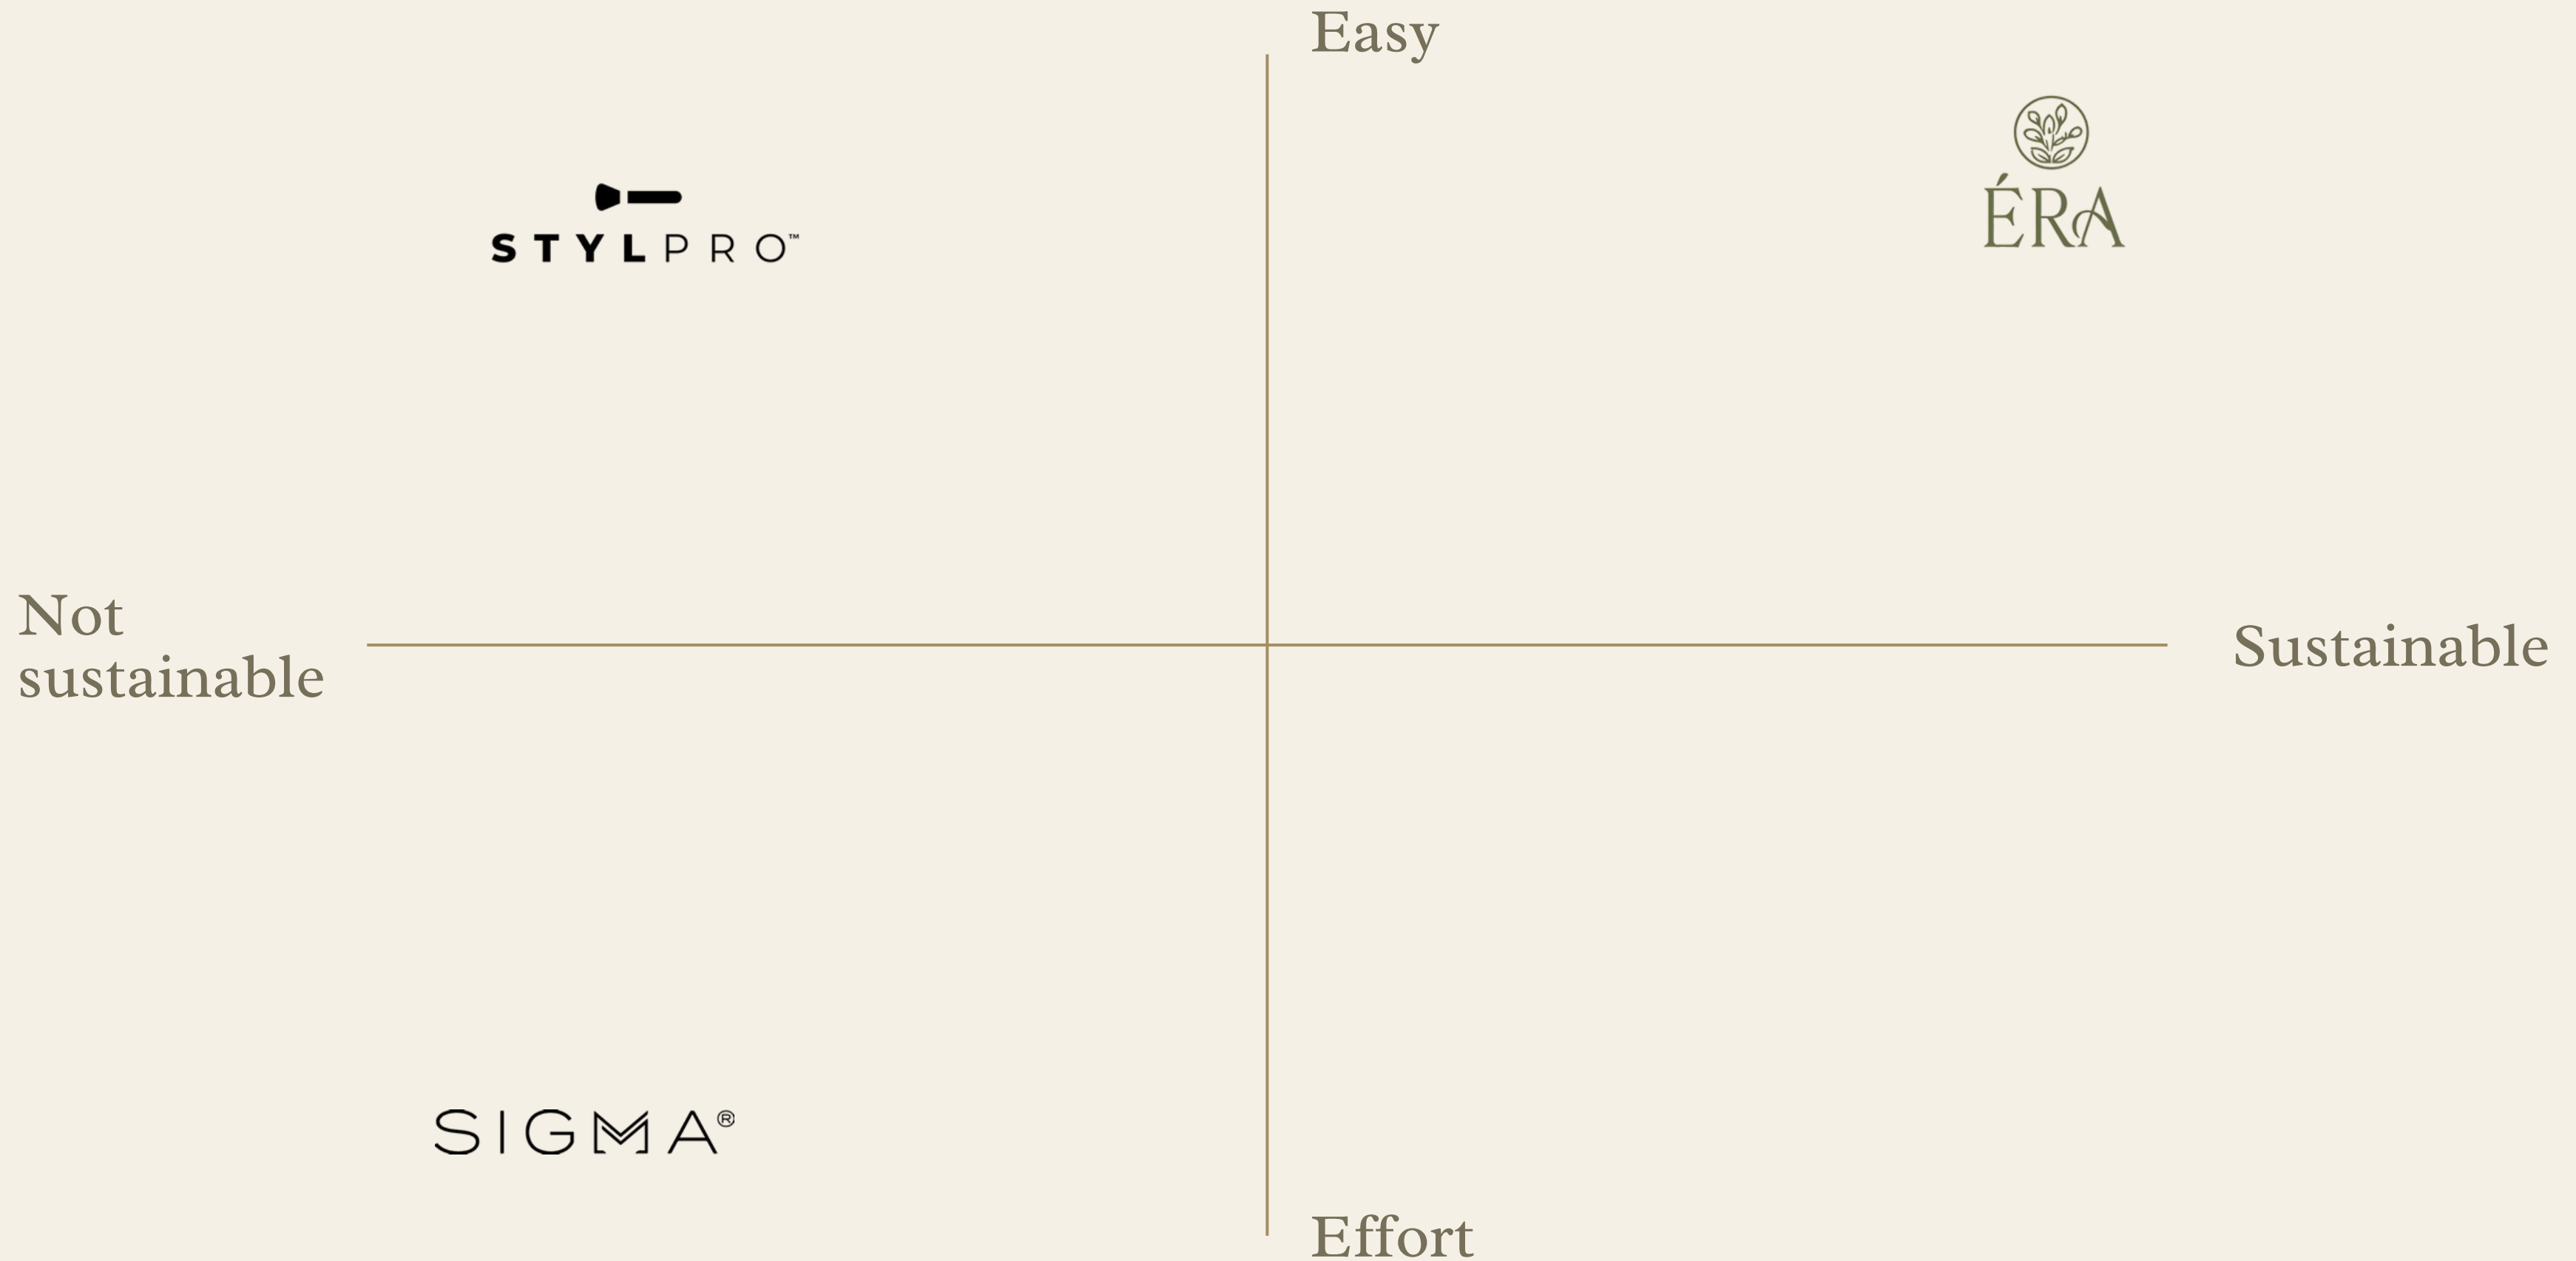 Easy
STYLPRO™
ÉRA
Not
sustainable
Sustainable
SIGMA®
Effort